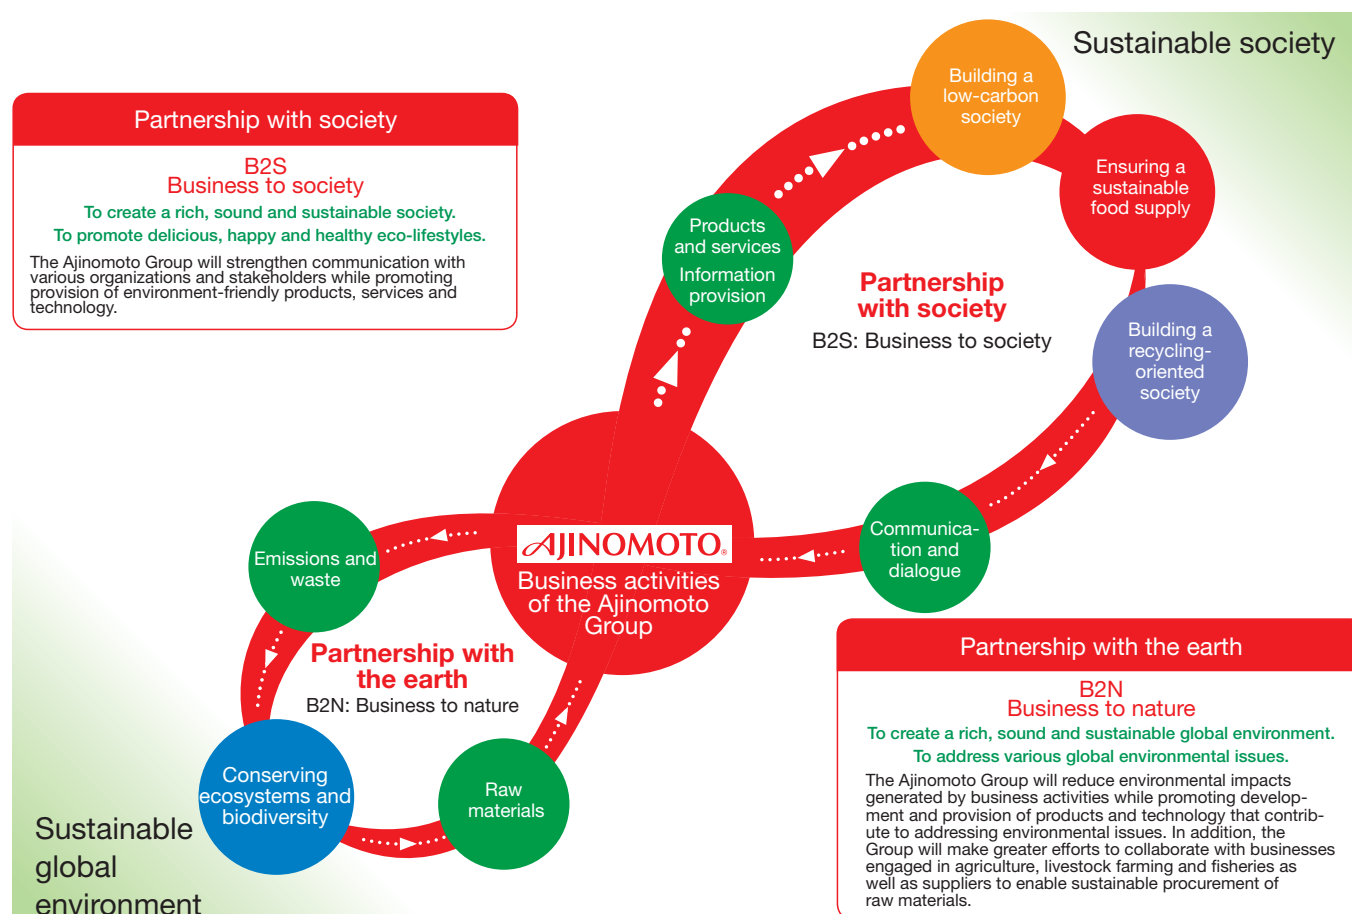 Sustainable society
Partnership with society
B2S
Business to society
To create a rich, sound and sustainable society.
To promote delicious, happy and healthy eco-lifestyles.
The Ajinomoto Group will strengthen communication with
various organizations and stakeholders while promoting
provision of environment-friendly products, services and
technology.
Building a
low-carbon
society
Ensuring a
sustainable
food supply
Products
and services
Information
provision
Partnership
with society
B2S: Business to society
Building a
recycling-
oriented
society
Communica-
tion and
dialogue
AJINOMOTO®
Business activities
of the Ajinomoto
Group
Emissions and
waste
Partnership with
the earth
B2N: Business to nature
Conserving
ecosystems and
biodiversity
Raw
materials
Sustainable
global
environment
Partnership with the earth
B2N
Business to nature
To create a rich, sound and sustainable global environment.
To address various global environmental issues.
The Ajinomoto Group will reduce environmental impacts
generated by business activities while promoting develop-
ment and provision of products and technology that contrib-
ute to addressing environmental issues. In addition, the
Group will make greater efforts to collaborate with businesses
engaged in agriculture, livestock farming and fisheries as
well as suppliers to enable sustainable procurement of
raw materials.